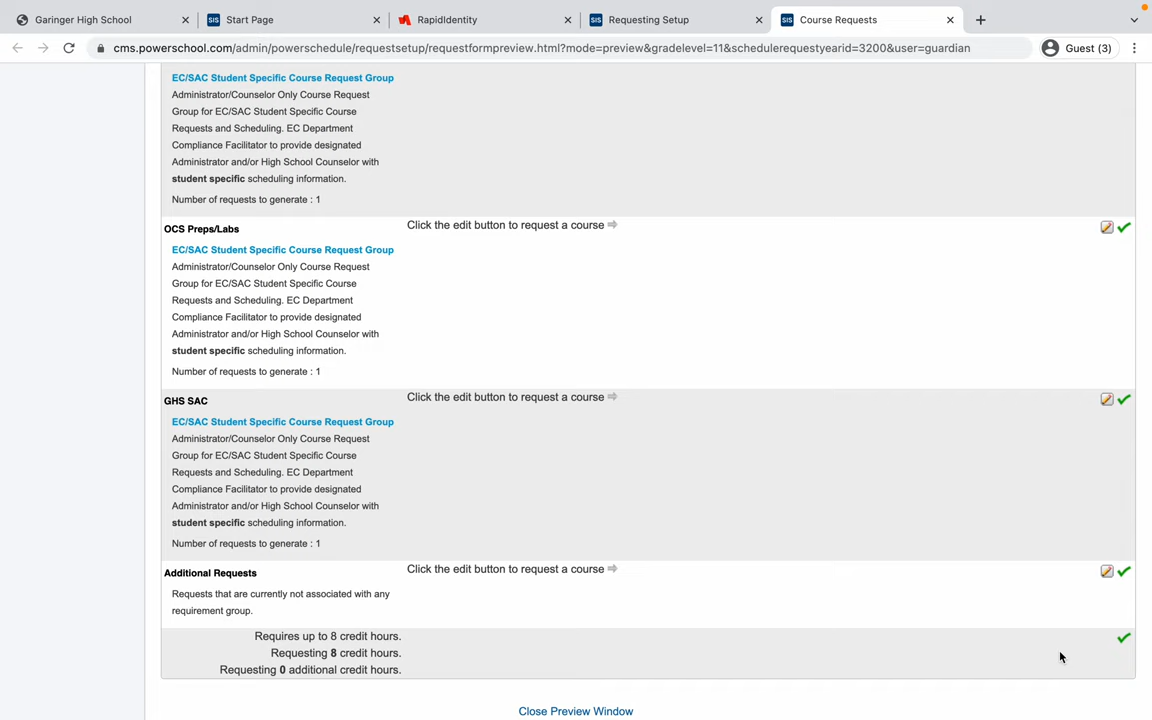 Garinger High School
Start Page
RapidIdentity
Requesting Setup
Course Requests
cms.powerschool.com/admin/powerschedule/requestsetup/requestformpreview.html?mode=preview&gradelevel=11&schedulerequestyearid=3200&user=guardian
Guest (3)
EC/SAC Student Specific Course Request Group
Administrator/Counselor Only Course Request
Group for EC/SAC Student Specific Course
Requests and Scheduling. EC Department
Compliance Facilitator to provide designated
Administrator and/or High School Counselor with
student specific scheduling information.
Number of requests to generate : 1
OCS Preps/Labs
Click the edit button to request a course
EC/SAC Student Specific Course Request Group
Administrator/Counselor Only Course Request
Group for EC/SAC Student Specific Course
Requests and Scheduling. EC Department
Compliance Facilitator to provide designated
Administrator and/or High School Counselor with
student specific scheduling information.
Number of requests to generate : 1
GHS SAC
Click the edit button to request a course
EC/SAC Student Specific Course Request Group
Administrator/Counselor Only Course Request
Group for EC/SAC Student Specific Course
Requests and Scheduling. EC Department
Compliance Facilitator to provide designated
Administrator and/or High School Counselor with
student specific scheduling information.
Number of requests to generate : 1
Additional Requests
Click the edit button to request a course
Requests that are currently not associated with any
requirement group.
Requires up to 8 credit hours.
Requesting 8 credit hours.
Requesting 0 additional credit hours.
Close Preview Window